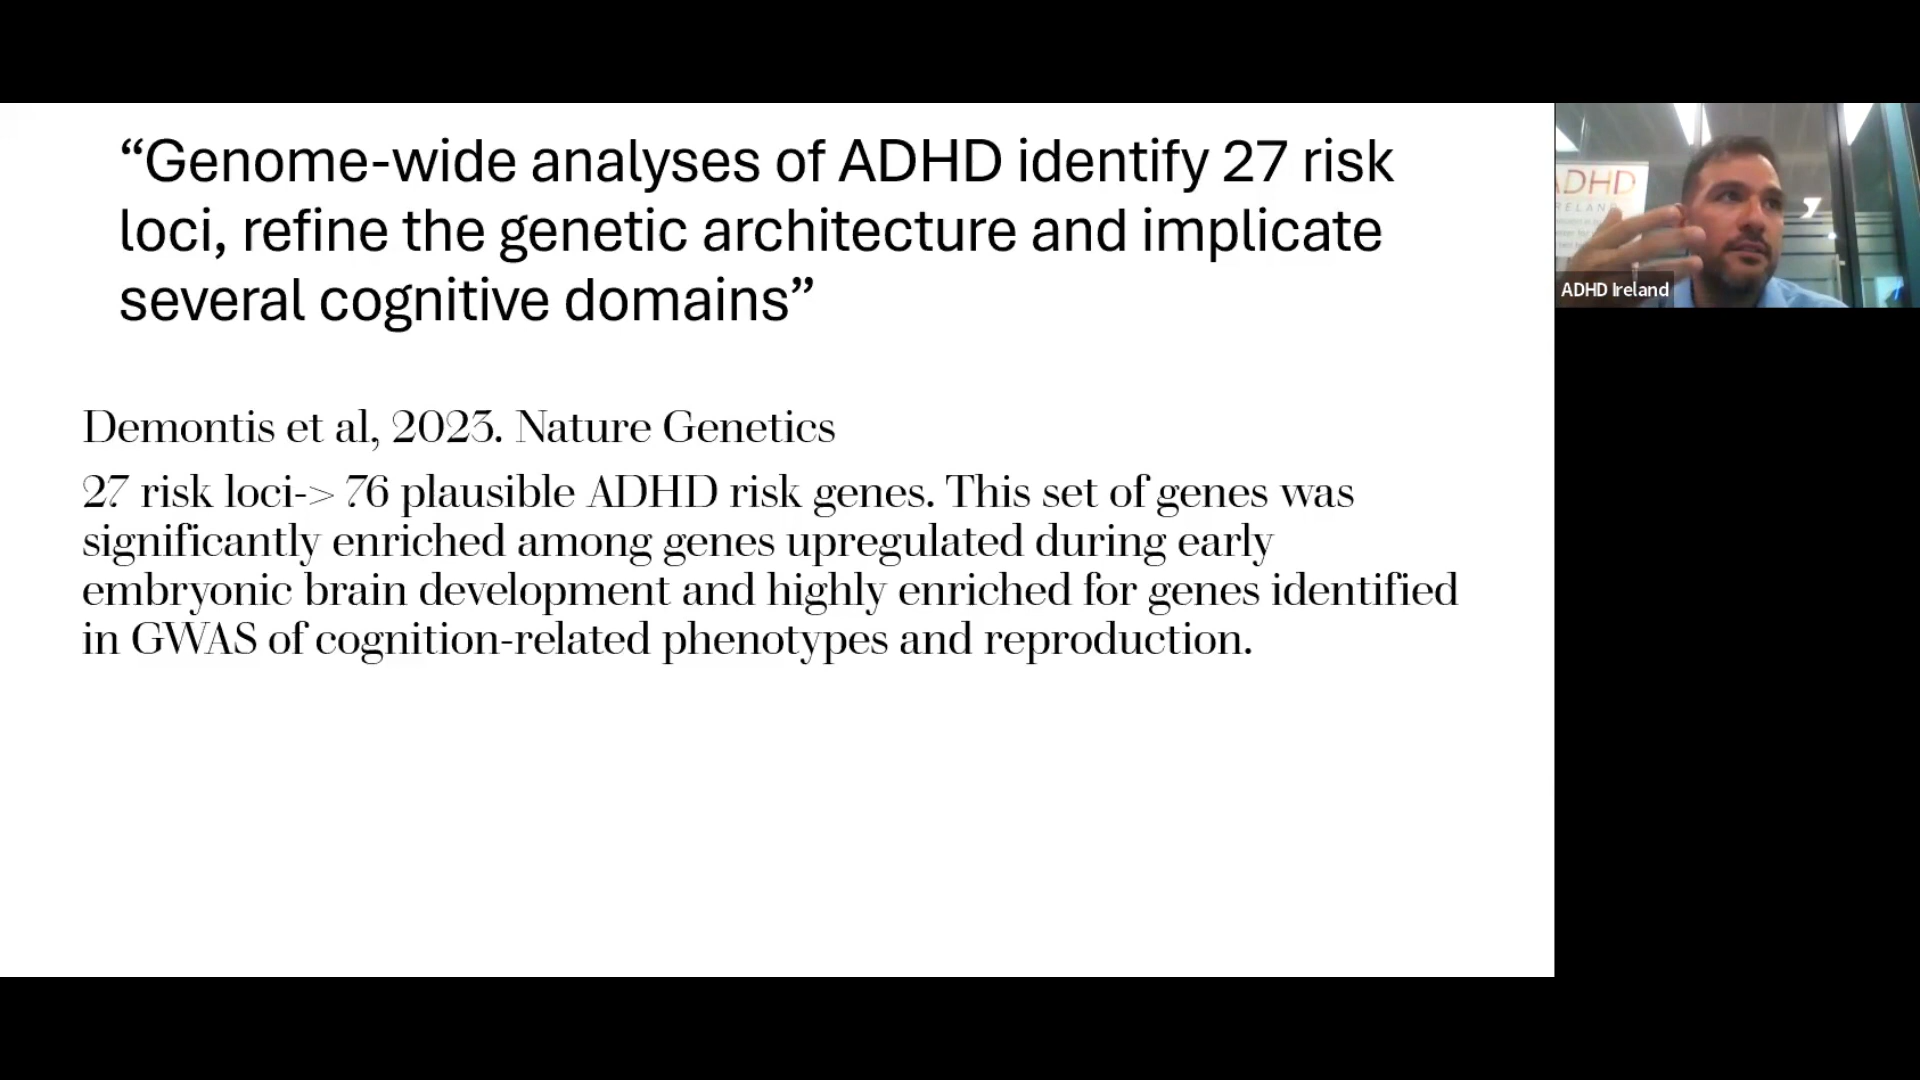 “Genome-wide analyses of ADHD identify 27 risk
loci, refine the genetic architecture and implicate
several cognitive domains”
Demontis et al, 2023. Nature Genetics
27 risk loci-> 76 plausible ADHD risk genes. This set of genes was
significantly enriched among genes upregulated during early
embryonic brain development and highly enriched for genes identified
in GWAS of cognition-related phenotypes and reproduction.
ADHD
ADHD Ireland